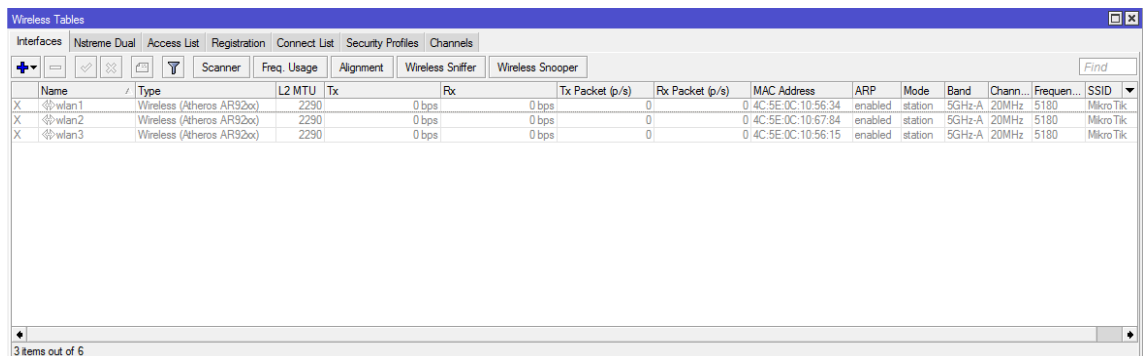 Wireless Tables
Interfaces Nstreme Dual Access List Registration Connect List Security Profiles Channels
Scanner Freq. Usage Alignment Wireless Sniffer Wireless Snooper Find
Name / Type L2 MTU Tx Rx Tx Packet (p/s) Rx Packet (p/s) MAC Address ARP Mode Band Chann... Frequen... SSID
X wlan1 Wireless (Atheros AR92xx) 2290 0 bps 0 bps 0 0 4C:5E:0C:10:56:34 enabled station 5GHz-A 20MHz 5180 MikroTik
X wlan2 Wireless (Atheros AR92xx) 2290 0 bps 0 bps 0 0 4C:5E:0C:10:67:84 enabled station 5GHz-A 20MHz 5180 MikroTik
X wlan3 Wireless (Atheros AR92xx) 2290 0 bps 0 bps 0 0 4C:5E:0C:10:56:15 enabled station 5GHz-A 20MHz 5180 MikroTik
3 items out of 6